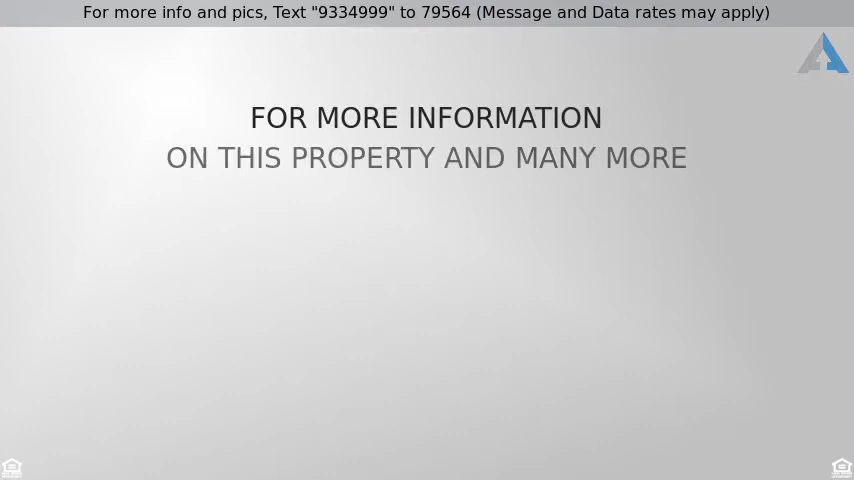 For more info and pics, Text "9334999" to 79564 (Message and Data rates may apply)
FOR MORE INFORMATION
ON THIS PROPERTY AND MANY MORE